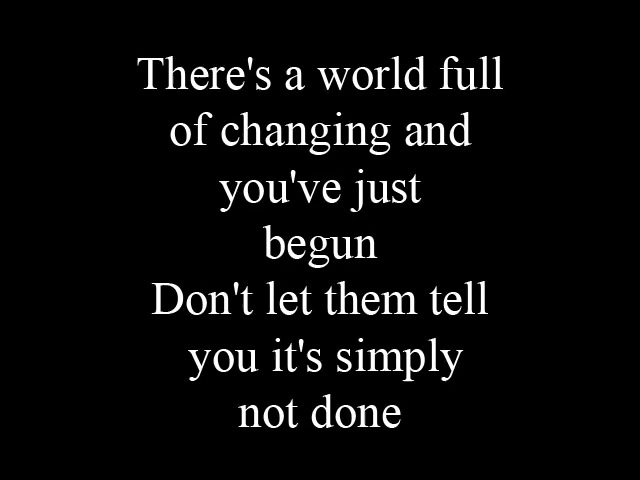 There's a world full
of changing and
you've just
begun
Don't let them tell
you it's simply
not done